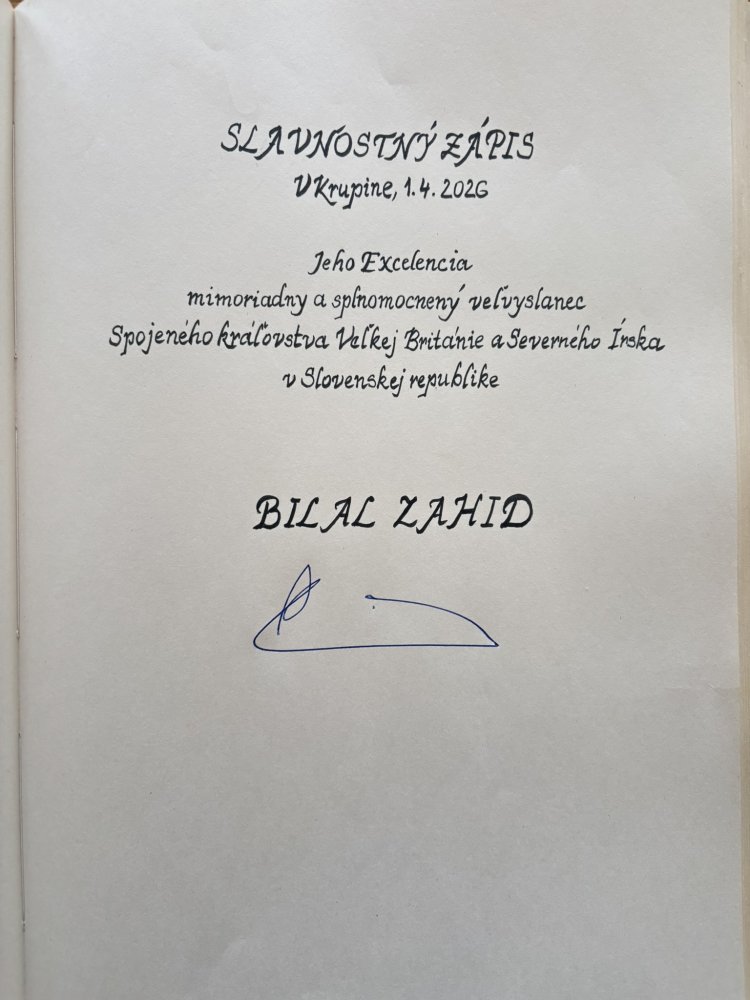 SLAVNOSTNÝ ZÁPIS
V Krupine, 1.4.2026
Jeho Excelencia
mimoriadny a splnomocnený veľvyslanec
Spojeného kráľovstva Veľkej Británie a Severného Írska
v Slovenskej republike
BILAL ZAHID